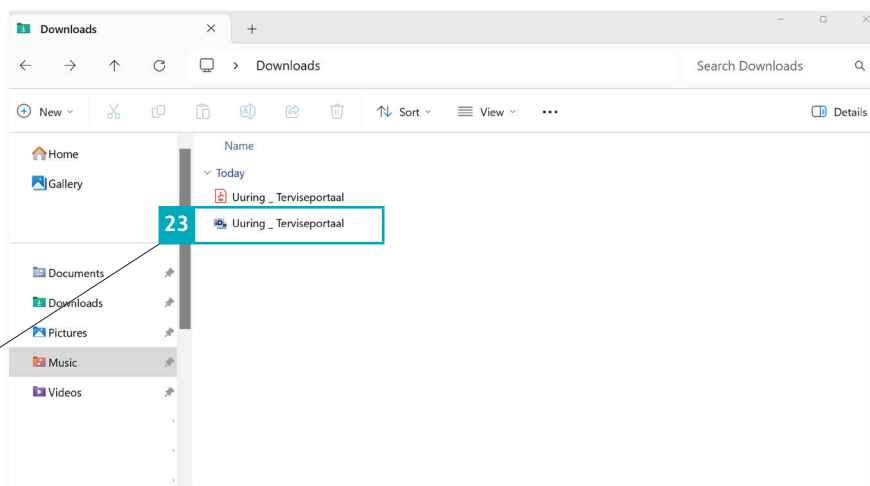 Downloads
Downloads
Search Downloads
New
Sort
View
Details
Home
Gallery
Documents
Downloads
Pictures
Music
Videos
Name
Today
Uuring _ Terviseportaal
23
Uuring _ Terviseportaal